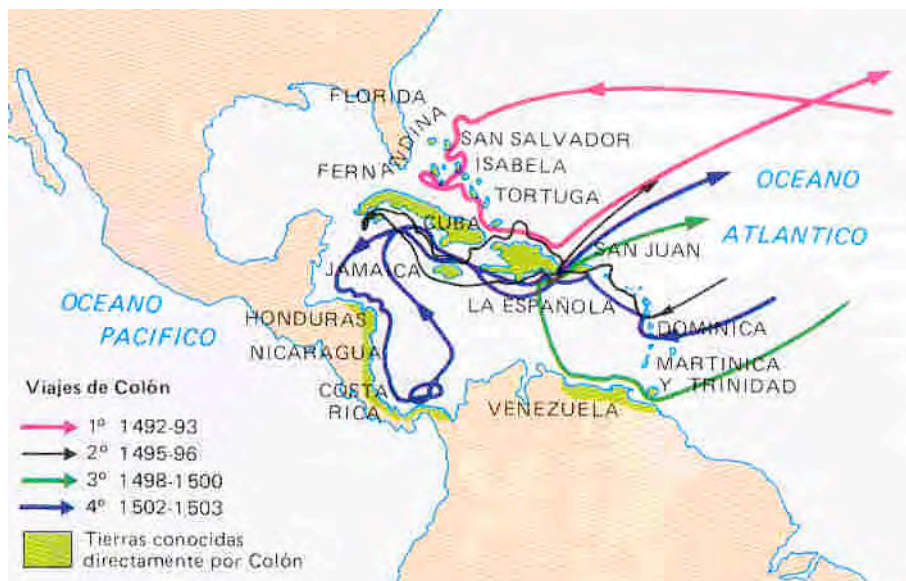 FLORIDA
FERNANDINA
SAN SALVADOR
ISABELA
TORTUGA
OCEANO
ATLANTICO
CUBA
SAN JUAN
JAMAICA
LA ESPAÑOLA
OCEANO
PACIFICO
HONDURAS
DOMINICA
NICARAGUA
MARTINICA
Y TRINIDAD
COSTA
RICA
VENEZUELA
Viajes de Colón
1º 1492-93
2º 1495-96
3º 1498-1500
4º 1502-1503
Tierras conocidas
directamente por Colón